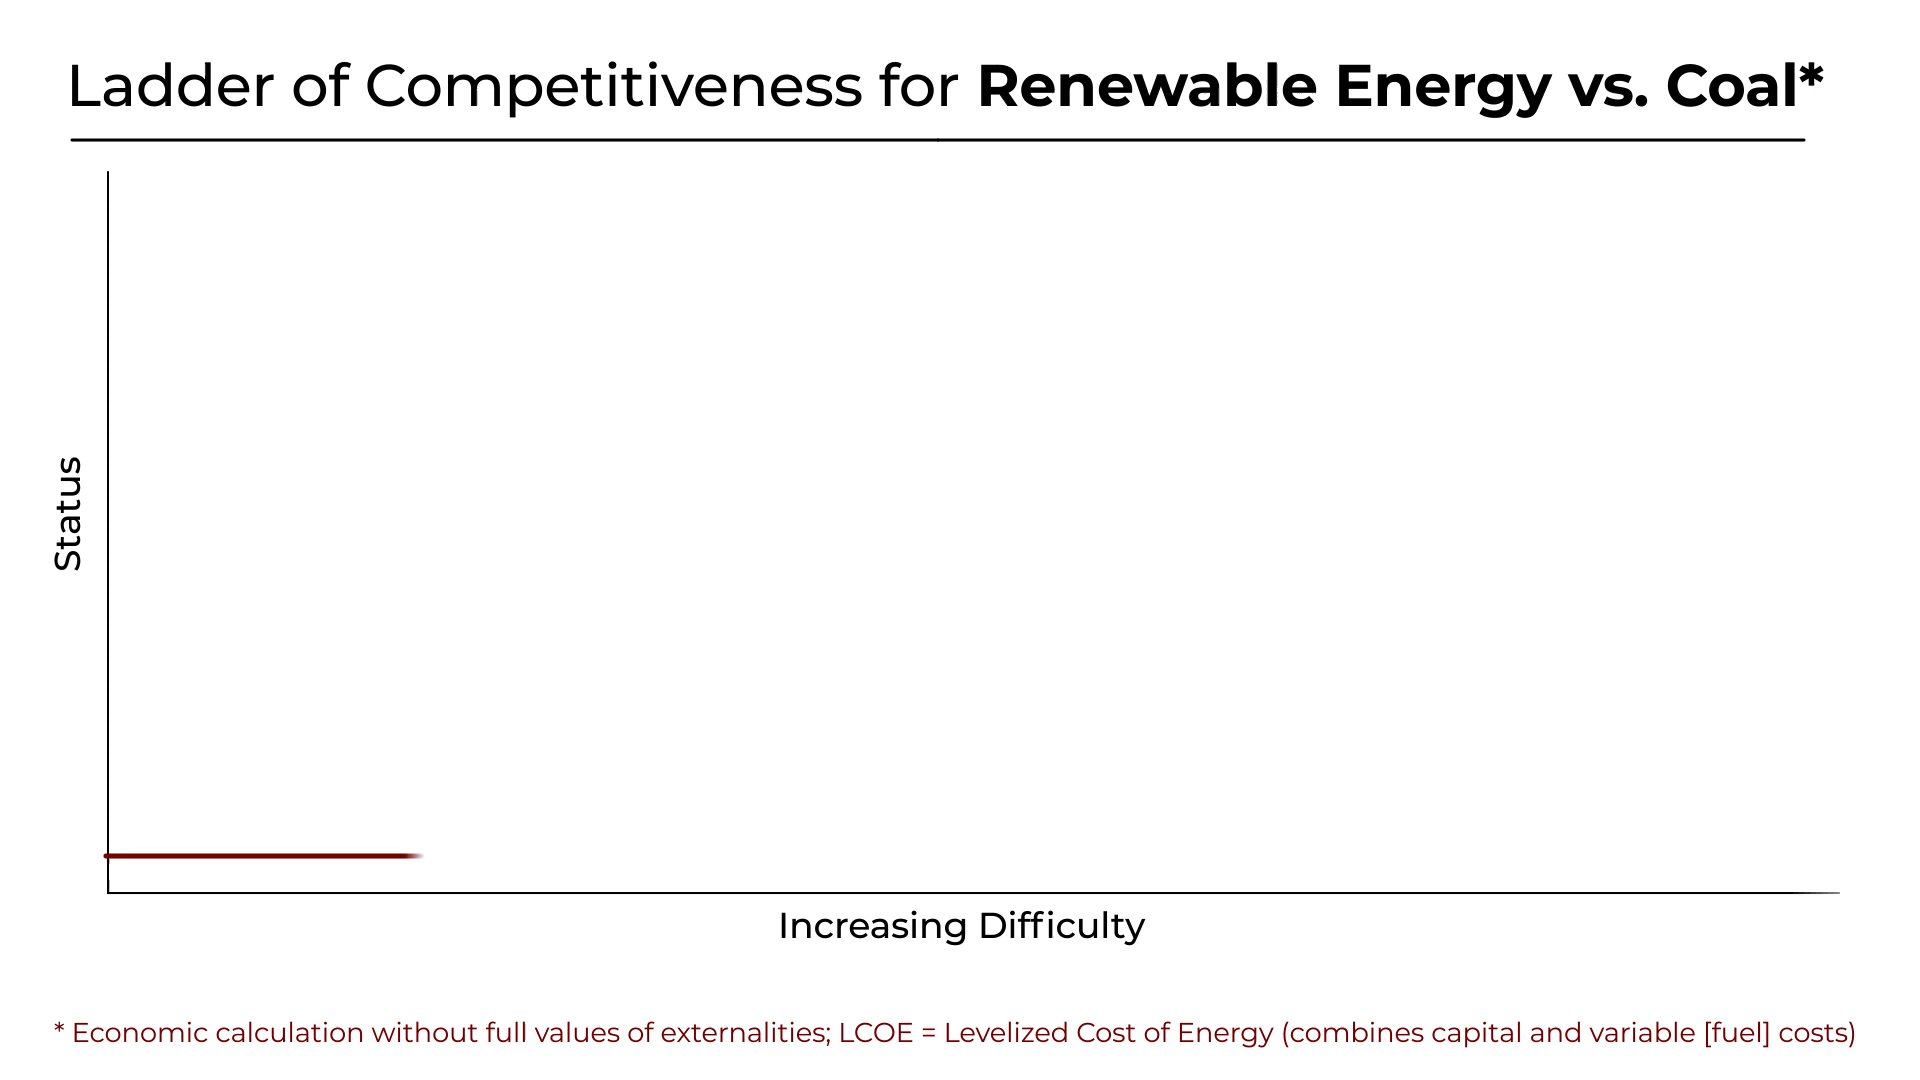 Ladder of Competitiveness for Renewable Energy vs. Coal*
Status
Increasing Difficulty
* Economic calculation without full values of externalities; LCOE = Levelized Cost of Energy (combines capital and variable [fuel] costs)